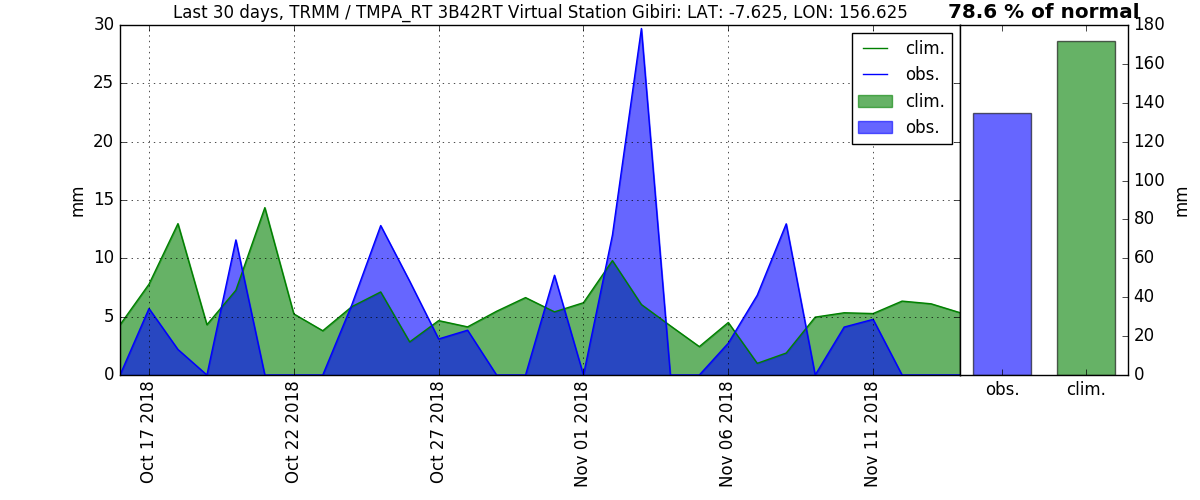 Last 30 days, TRMM / TMPA_RT 3B42RT Virtual Station Gibiri: LAT: -7.625, LON: 156.625
78.6 % of normal
mm
30
25
20
15
10
5
0
clim.
obs.
clim.
obs.
Oct 17 2018
Oct 22 2018
Oct 27 2018
Nov 01 2018
Nov 06 2018
Nov 11 2018
180
160
140
120
100
80
60
40
20
0
mm
obs.
clim.